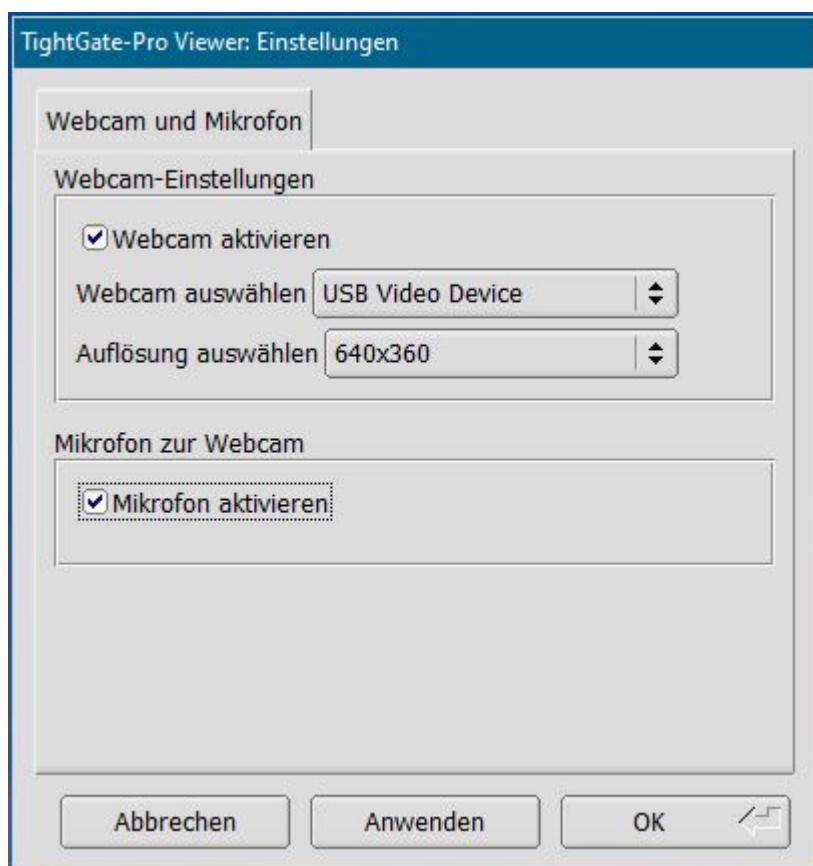 TightGate-Pro Viewer: Einstellungen
Webcam und Mikrofon
Webcam-Einstellungen
Webcam aktivieren
Webcam auswählen USB Video Device
Auflösung auswählen 640x360
Mikrofon zur Webcam
Mikrofon aktivieren
Abbrechen Anwenden OK